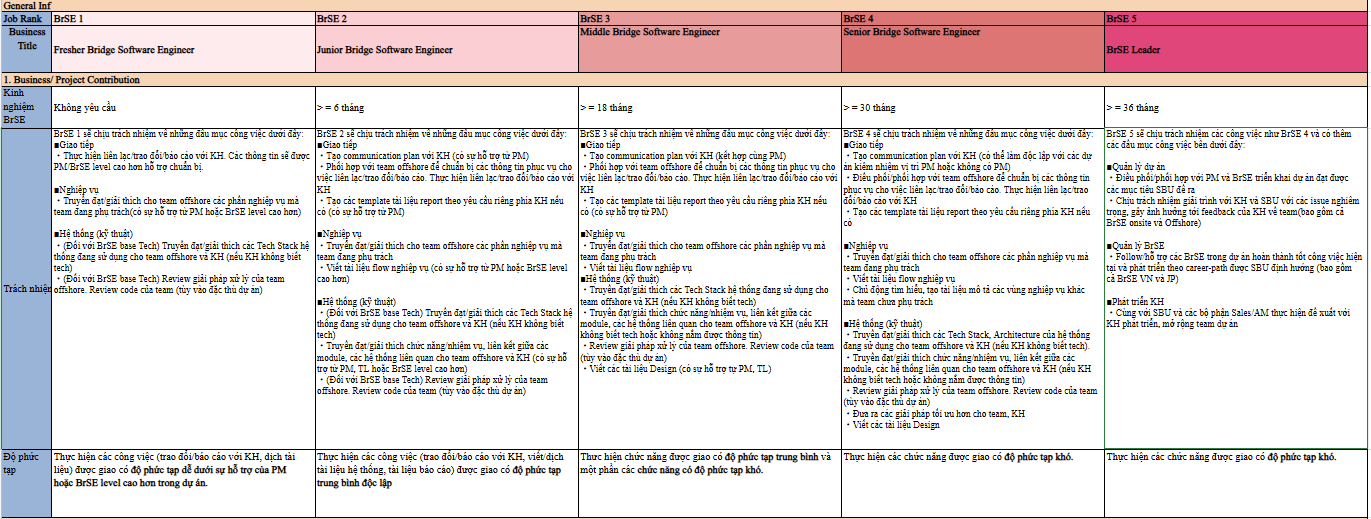 General Inf
Job Rank
BrSE 1
BrSE 2
BrSE 3
BrSE 4
BrSE 5
Business
Title
Fresher Bridge Software Engineer
Junior Bridge Software Engineer
Middle Bridge Software Engineer
Senior Bridge Software Engineer
BrSE Leader
1. Business/ Project Contribution
Kinh
nghiệm
BrSE
Không yêu cầu
> = 6 tháng
> = 18 tháng
> = 30 tháng
> = 36 tháng
Trách nhiện
BrSE 1 sẽ chịu trách nhiệm về những đầu mục công việc dưới đây:
■Giao tiếp
・Thực hiện liên lạc/trao đổi/báo cáo với KH. Các thông tin sẽ được
PM/BrSE level cao hơn hỗ trợ chuẩn bị.
■Nghiệp vụ
・Truyền đạt/giải thích cho team offshore các phần nghiệp vụ mà
team đang phụ trách(có sự hỗ trợ từ PM hoặc BrSE level cao hơn)
■Hệ thống (kỹ thuật)
・(Đối với BrSE base Tech) Truyền đạt/giải thích các Tech Stack hệ
thống đang sử dụng cho team offshore và KH (nếu KH không biết
tech)
・(Đối với BrSE base Tech) Review giải pháp xử lý của team
offshore. Review code của team (tùy vào đặc thù dự án)
BrSE 2 sẽ chịu trách nhiệm về những đầu mục công việc dưới đây:
■Giao tiếp
・Tạo communication plan với KH (có sự hỗ trợ từ PM)
・Phối hợp với team offshore để chuẩn bị các thông tin phục vụ cho
việc liên lạc/trao đổi/báo cáo. Thực hiện liên lạc/trao đổi/báo cáo với
KH
・Tạo các template tài liệu report theo yêu cầu riêng phía KH nếu
có (có sự hỗ trợ từ PM)
■Nghiệp vụ
・Truyền đạt/giải thích cho team offshore các phần nghiệp vụ mà
team đang phụ trách
・Viết tài liệu flow nghiệp vụ (có sự hỗ trợ từ PM hoặc BrSE level
cao hơn)
■Hệ thống (kỹ thuật)
・(Đối với BrSE base Tech) Truyền đạt/giải thích các Tech Stack hệ
thống đang sử dụng cho team offshore và KH (nếu KH không biết
tech)
・Truyền đạt/giải thích chức năng/nhiệm vụ, liên kết giữa các
module, các hệ thống liên quan cho team offshore và KH (có sự hỗ
trợ từ PM, TL hoặc BrSE level cao hơn)
・(Đối với BrSE base Tech) Review giải pháp xử lý của team
offshore. Review code của team (tùy vào đặc thù dự án)
BrSE 3 sẽ chịu trách nhiệm về những đầu mục công việc dưới đây:
■Giao tiếp
・Tạo communication plan với KH (kết hợp cùng PM)
・Phối hợp với team offshore để chuẩn bị các thông tin phục vụ cho
việc liên lạc/trao đổi/báo cáo. Thực hiện liên lạc/trao đổi/báo cáo với
KH
・Tạo các template tài liệu report theo yêu cầu riêng phía KH nếu
có (có sự hỗ trợ từ PM)
■Nghiệp vụ
・Truyền đạt/giải thích cho team offshore các phần nghiệp vụ mà
team đang phụ trách
・Viết tài liệu flow nghiệp vụ
■Hệ thống (kỹ thuật)
・Truyền đạt/giải thích các Tech Stack hệ thống đang sử dụng cho
team offshore và KH (nếu KH không biết tech)
・Truyền đạt/giải thích chức năng/nhiệm vụ, liên kết giữa các
module, các hệ thống liên quan cho team offshore và KH (nếu KH
không biết tech hoặc không nắm được thông tin)
・Review giải pháp xử lý của team offshore. Review code của team
(tùy vào đặc thù dự án)
・Viết các tài liệu Design (có sự hỗ trợ từ PM, TL)
BrSE 4 sẽ chịu trách nhiệm về những đầu mục công việc dưới đây:
■Giao tiếp
・Tạo communication plan với KH (có thể làm độc lập với các dự
án kiêm nhiệm vị trí PM hoặc không có PM)
・Điều phối/phối hợp với team offshore để chuẩn bị các thông tin
phục vụ cho việc liên lạc/trao đổi/báo cáo. Thực hiện liên lạc/trao
đổi/báo cáo với KH
・Tạo các template tài liệu report theo yêu cầu riêng phía KH nếu
có
■Nghiệp vụ
・Truyền đạt/giải thích cho team offshore các phần nghiệp vụ mà
team đang phụ trách
・Viết tài liệu flow nghiệp vụ
・Chủ động tìm hiểu, tạo tài liệu mô tả các vùng nghiệp vụ khác
mà team chưa phụ trách
■Hệ thống (kỹ thuật)
・Truyền đạt/giải thích các Tech Stack, Architecture của hệ thống
đang sử dụng cho team offshore và KH (nếu KH không biết tech).
・Truyền đạt/giải thích chức năng/nhiệm vụ, liên kết giữa các
module, các hệ thống liên quan cho team offshore và KH (nếu KH
không biết tech hoặc không nắm được thông tin)
・Review giải pháp xử lý của team offshore. Review code của team
(tùy vào đặc thù dự án)
・Đưa ra các giải pháp tối ưu hơn cho team, KH
・Viết các tài liệu Design
BrSE 5 sẽ chịu trách nhiệm các công việc như BrSE 4 và có thêm
các đầu mục công việc bên dưới đây:
■Quản lý dự án
・Điều phối/phối hợp với PM và BrSE triển khai dự án đạt được
các mục tiêu SBU đề ra
・Chịu trách nhiệm giải trình với KH và SBU với các issue nghiêm
trọng, gây ảnh hưởng tới feedback của KH về team(bao gồm cả
BrSE onsite và Offshore)
■Quản lý BrSE
・Follow/hỗ trợ các BrSE trong dự án hoàn thành tốt công việc hiện
tại và phát triển theo career-path được SBU định hướng (bao gồm
cả BrSE VN và JP)
■Phát triển KH
・Cùng với SBU và các bộ phận Sales/AM thực hiện đề xuất với
KH phát triển, mở rộng team dự án
Độ phức
tạp
Thực hiện các công việc (trao đổi/báo cáo với KH, dịch tài
liệu) được giao có độ phức tạp dễ dưới sự hỗ trợ của PM
hoặc BrSE level cao hơn trong dự án.
Thực hiện các công việc (trao đổi/báo cáo với KH, viết/dịch
tài liệu hệ thống, tài liệu báo cáo) được giao có độ phức tạp
trung bình độc lập
Thực hiện chức năng được giao có độ phức tạp trung bình và
một phần các chức năng có độ phức tạp khó.
Thực hiện các chức năng được giao có độ phức tạp khó.
Thực hiện các chức năng được giao có độ phức tạp khó.